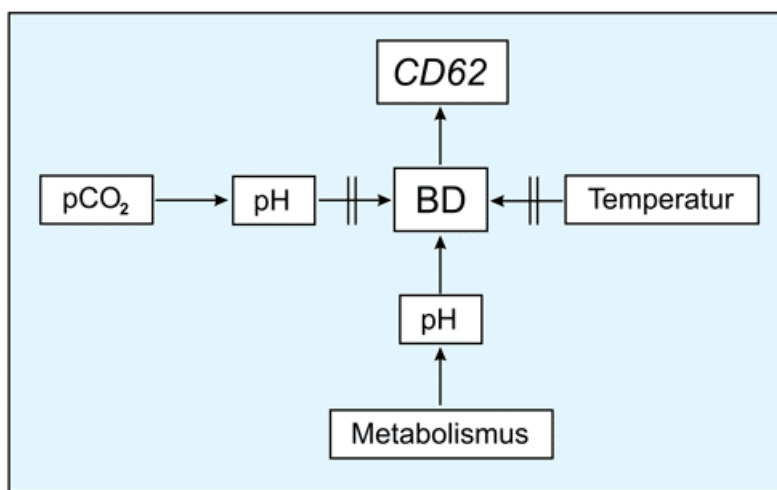 CD62
pCO₂
pH
BD
Temperatur
pH
Metabolismus